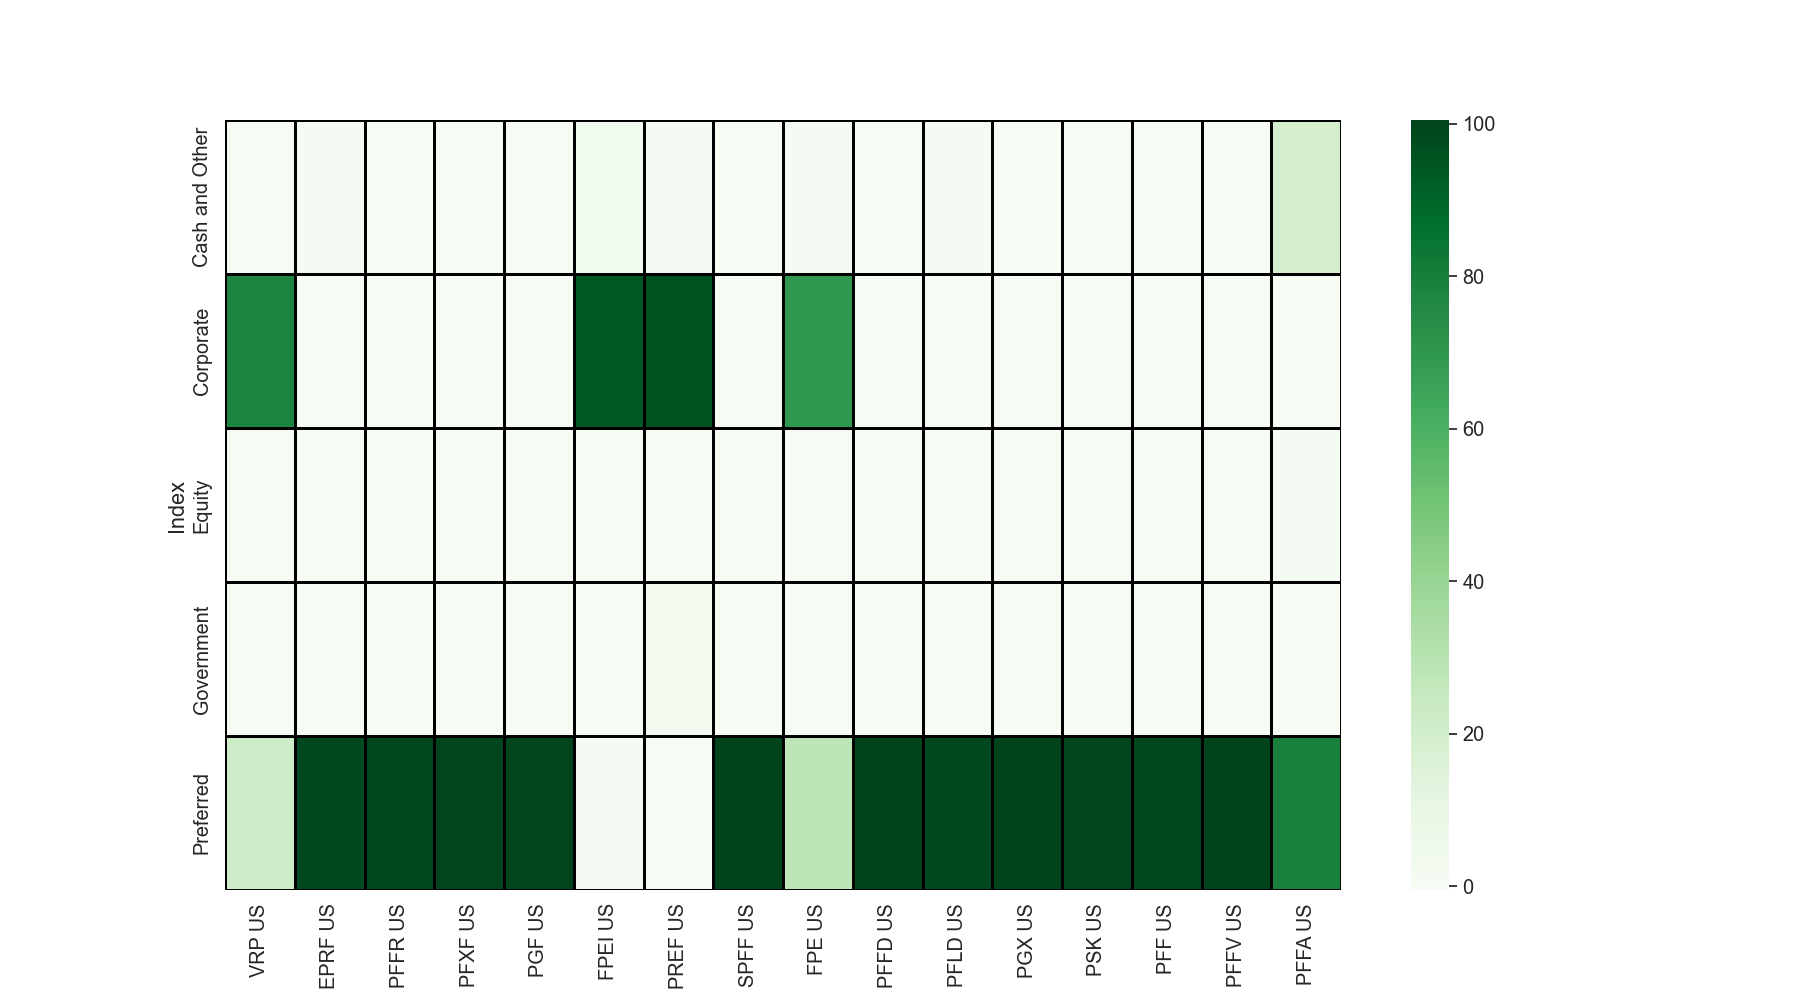 Index
Cash and Other
Corporate
Equity
Government
Preferred
VRP US
EPRF US
PFFR US
PFXF US
PGF US
FPEI US
PREF US
SPFF US
FPE US
PFFD US
PFLD US
PGX US
PSK US
PFF US
PFFV US
PFFA US
100
80
60
40
20
0